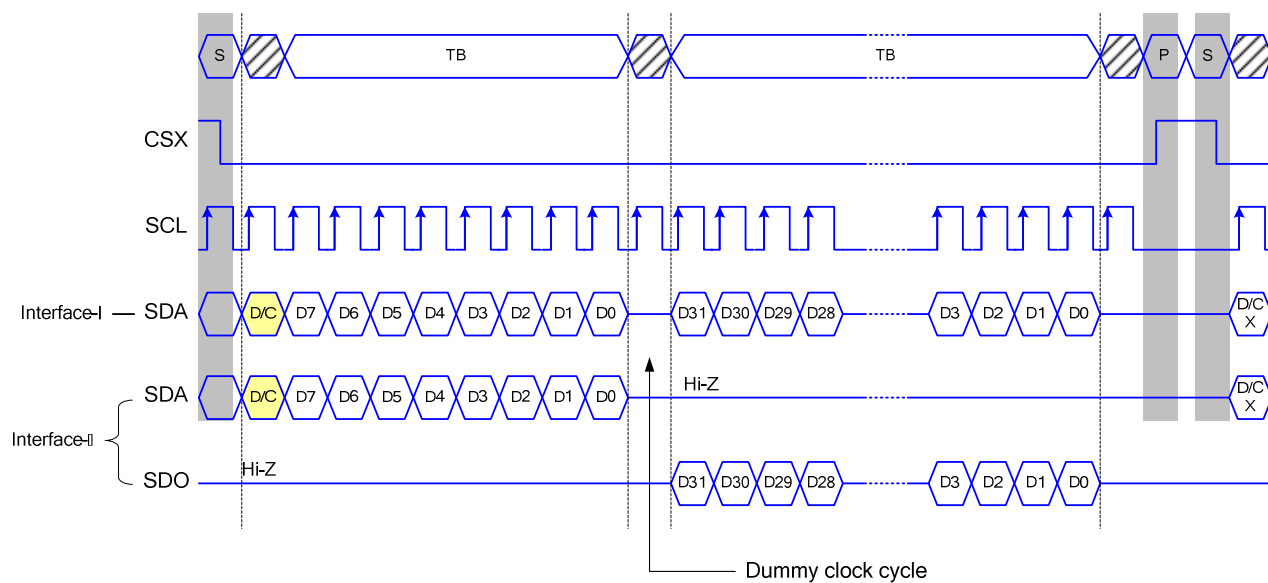 S TB TB P S
CSX
SCL
Interface-I SDA D/C D7 D6 D5 D4 D3 D2 D1 D0 D31 D30 D29 D28 D3 D2 D1 D0 D/C
X
SDA D/C D7 D6 D5 D4 D3 D2 D1 D0 Hi-Z D/C
X
Interface-▯
Hi-Z
SDO D31 D30 D29 D28 D3 D2 D1 D0
Dummy clock cycle